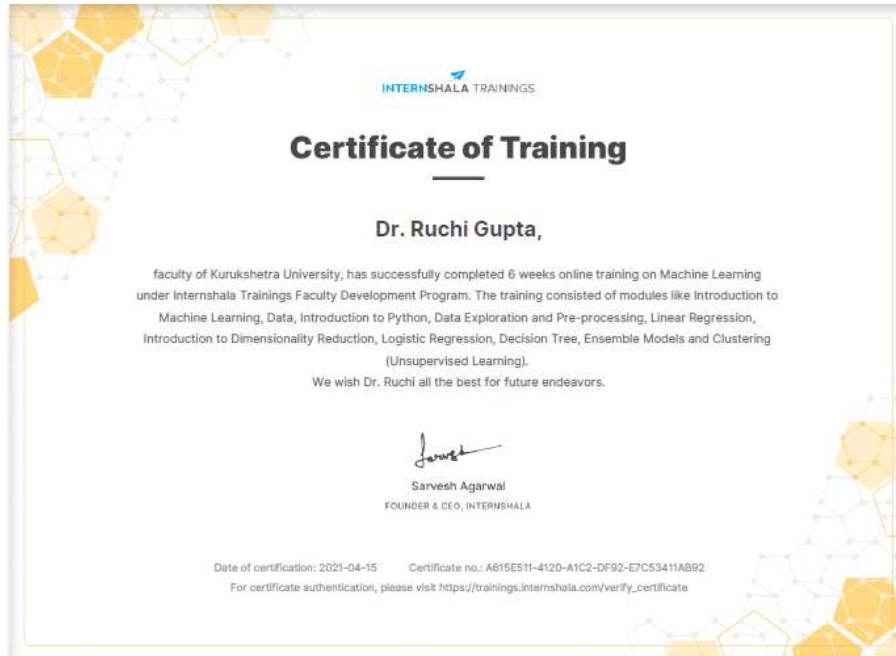 INTERNSHALA TRAININGS
Certificate of Training
Dr. Ruchi Gupta,
faculty of Kurukshetra University, has successfully completed 6 weeks online training on Machine Learning
under Internshala Trainings Faculty Development Program. The training consisted of modules like Introduction to
Machine Learning, Data, Introduction to Python, Data Exploration and Pre-processing, Linear Regression,
Introduction to Dimensionality Reduction, Logistic Regression, Decision Tree, Ensemble Models and Clustering
(Unsupervised Learning).
We wish Dr. Ruchi all the best for future endeavors.
Sarvesh
Sarvesh Agarwal
FOUNDER & CEO, INTERNSHALA
Date of certification: 2021-04-15 Certificate no.: A615E511-4120-A1C2-DF92-E7C53411AB92
For certificate authentication, please visit https://trainings.internshala.com/verify_certificate